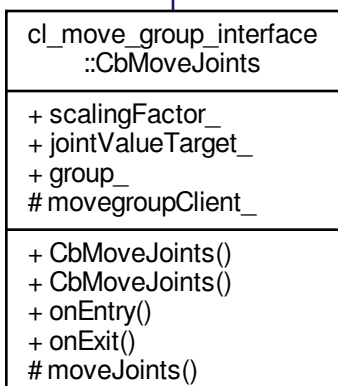 cl_move_group_interface
::CbMoveJoints
+ scalingFactor_
+ jointValueTarget_
+ group_
# movegroupClient_
+ CbMoveJoints()
+ CbMoveJoints()
+ onEntry()
+ onExit()
# moveJoints()